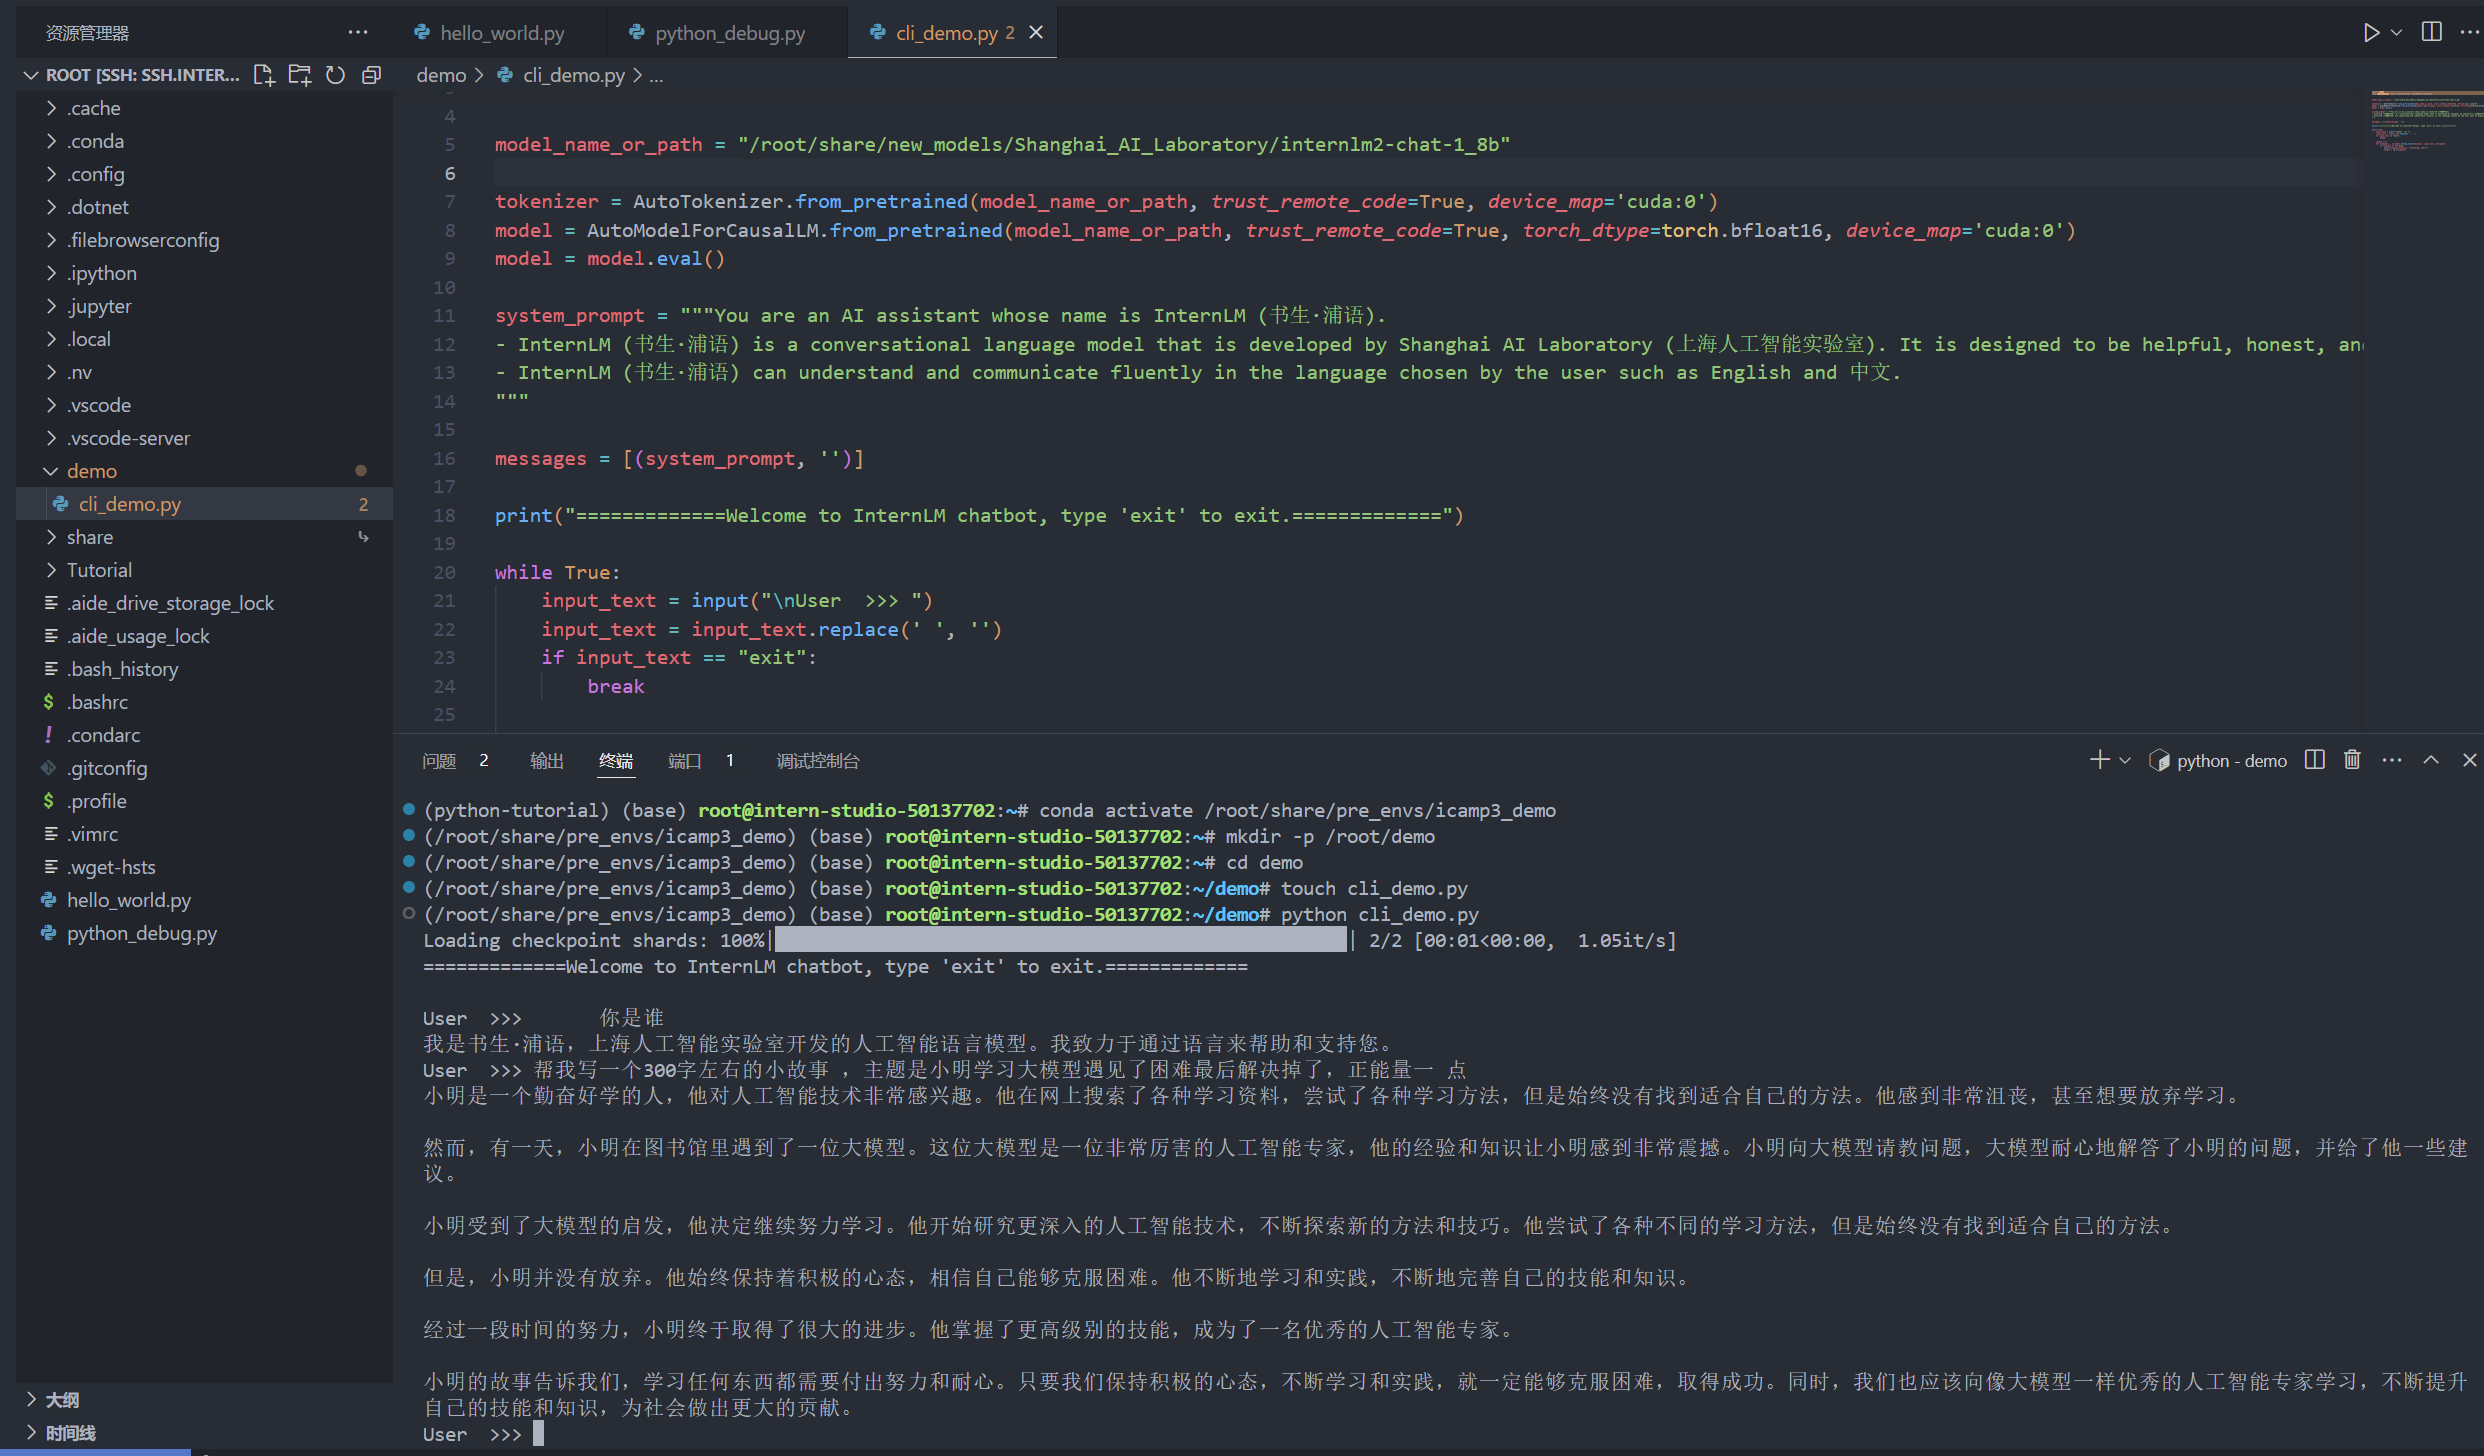 资源管理器
ROOT [SSH: SSH.INTER...
.cache
.conda
.config
.dotnet
.filebrowserconfig
.ipython
.jupyter
.local
.nv
.vscode
.vscode-server
demo
cli_demo.py 2
share
Tutorial
.aide_drive_storage_lock
.aide_usage_lock
.bash_history
.bashrc
.condarc
.gitconfig
.profile
.vimrc
.wget-hsts
hello_world.py
python_debug.py
大纲
时间线
hello_world.py python_debug.py cli_demo.py 2
demo > cli_demo.py > ...
4
5 model_name_or_path = "/root/share/new_models/Shanghai_AI_Laboratory/internlm2-chat-1_8b"
6
7 tokenizer = AutoTokenizer.from_pretrained(model_name_or_path, trust_remote_code=True, device_map='cuda:0')
8 model = AutoModelForCausalLM.from_pretrained(model_name_or_path, trust_remote_code=True, torch_dtype=torch.bfloat16, device_map='cuda:0')
9 model = model.eval()
10
11 system_prompt = """You are an AI assistant whose name is InternLM (书生·浦语).
12 - InternLM (书生·浦语) is a conversational language model that is developed by Shanghai AI Laboratory (上海人工智能实验室). It is designed to be helpful, honest, an
13 - InternLM (书生·浦语) can understand and communicate fluently in the language chosen by the user such as English and 中文.
14 """
15
16 messages = [(system_prompt, '')]
17
18 print("=============Welcome to InternLM chatbot, type 'exit' to exit.=============")
19
20 while True:
21 input_text = input("\nUser  >>> ")
22 input_text = input_text.replace(' ', '')
23 if input_text == "exit":
24 break
25
问题 2 输出 终端 端口 1 调试控制台 python - demo
(python-tutorial) (base) root@intern-studio-50137702:~# conda activate /root/share/pre_envs/icamp3_demo
(/root/share/pre_envs/icamp3_demo) (base) root@intern-studio-50137702:~# mkdir -p /root/demo
(/root/share/pre_envs/icamp3_demo) (base) root@intern-studio-50137702:~# cd demo
(/root/share/pre_envs/icamp3_demo) (base) root@intern-studio-50137702:~/demo# touch cli_demo.py
(/root/share/pre_envs/icamp3_demo) (base) root@intern-studio-50137702:~/demo# python cli_demo.py
Loading checkpoint shards: 100%|█████| 2/2 [00:01<00:00,  1.05it/s]
=============Welcome to InternLM chatbot, type 'exit' to exit.=============
User  >>>       你是谁
我是书生·浦语，上海人工智能实验室开发的人工智能语言模型。我致力于通过语言来帮助和支持您。
User  >>> 帮我写一个300字左右的小故事 ，主题是小明学习大模型遇见了困难最后解决掉了，正能量一 点
小明是一个勤奋好学的人，他对人工智能技术非常感兴趣。他在网上搜索了各种学习资料，尝试了各种学习方法，但是始终没有找到适合自己的方法。他感到非常沮丧，甚至想要放弃学习。
然而，有一天，小明在图书馆里遇到了一位大模型。这位大模型是一位非常厉害的人工智能专家，他的经验和知识让小明感到非常震撼。小明向大模型请教问题，大模型耐心地解答了小明的问题，并给了他一些建
议。
小明受到了大模型的启发，他决定继续努力学习。他开始研究更深入的人工智能技术，不断探索新的方法和技巧。他尝试了各种不同的学习方法，但是始终没有找到适合自己的方法。
但是，小明并没有放弃。他始终保持着积极的心态，相信自己能够克服困难。他不断地学习和实践，不断地完善自己的技能和知识。
经过一段时间的努力，小明终于取得了很大的进步。他掌握了更高级别的技能，成为了一名优秀的人工智能专家。
小明的故事告诉我们，学习任何东西都需要付出努力和耐心。只要我们保持积极的心态，不断学习和实践，就一定能够克服困难，取得成功。同时，我们也应该向像大模型一样优秀的人工智能专家学习，不断提升
自己的技能和知识，为社会做出更大的贡献。
User  >>>